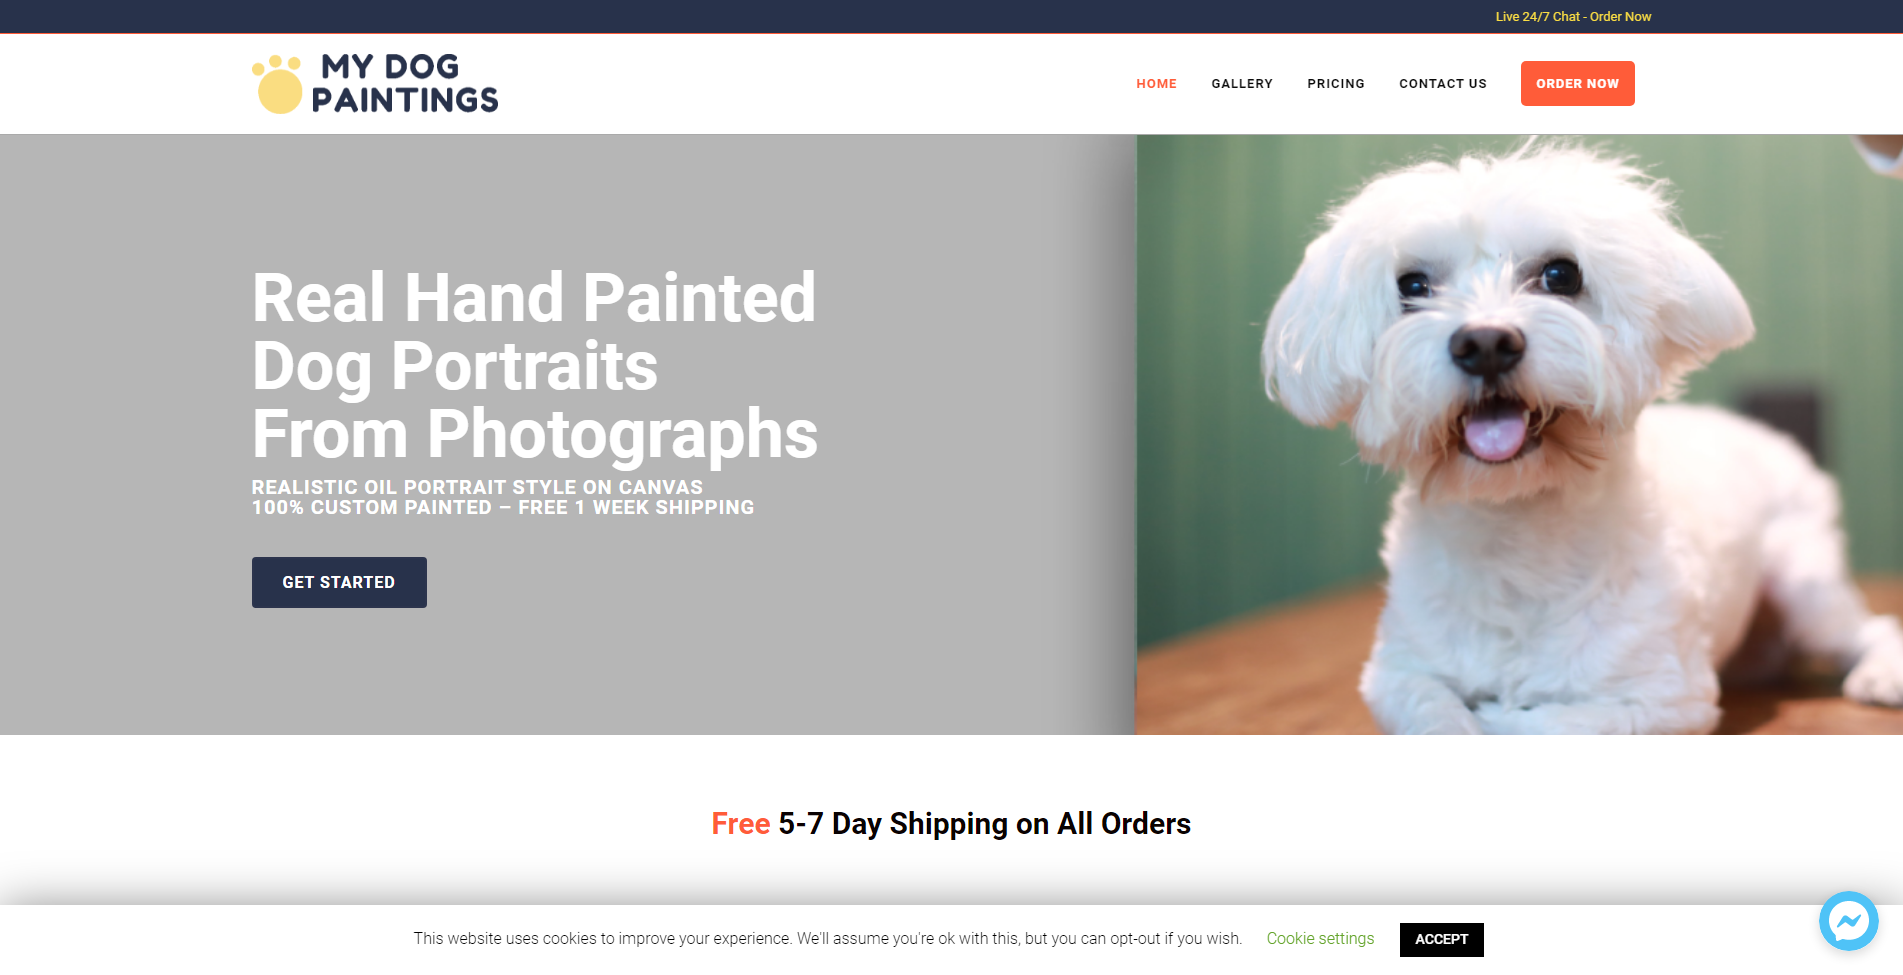 Live 24/7 Chat - Order Now
MY DOG
PAINTINGS
HOME
GALLERY
PRICING
CONTACT US
ORDER NOW
Real Hand Painted
Dog Portraits
From Photographs
REALISTIC OIL PORTRAIT STYLE ON CANVAS
100% CUSTOM PAINTED – FREE 1 WEEK SHIPPING
GET STARTED
Free 5-7 Day Shipping on All Orders
This website uses cookies to improve your experience. We'll assume you're ok with this, but you can opt-out if you wish.
Cookie settings
ACCEPT